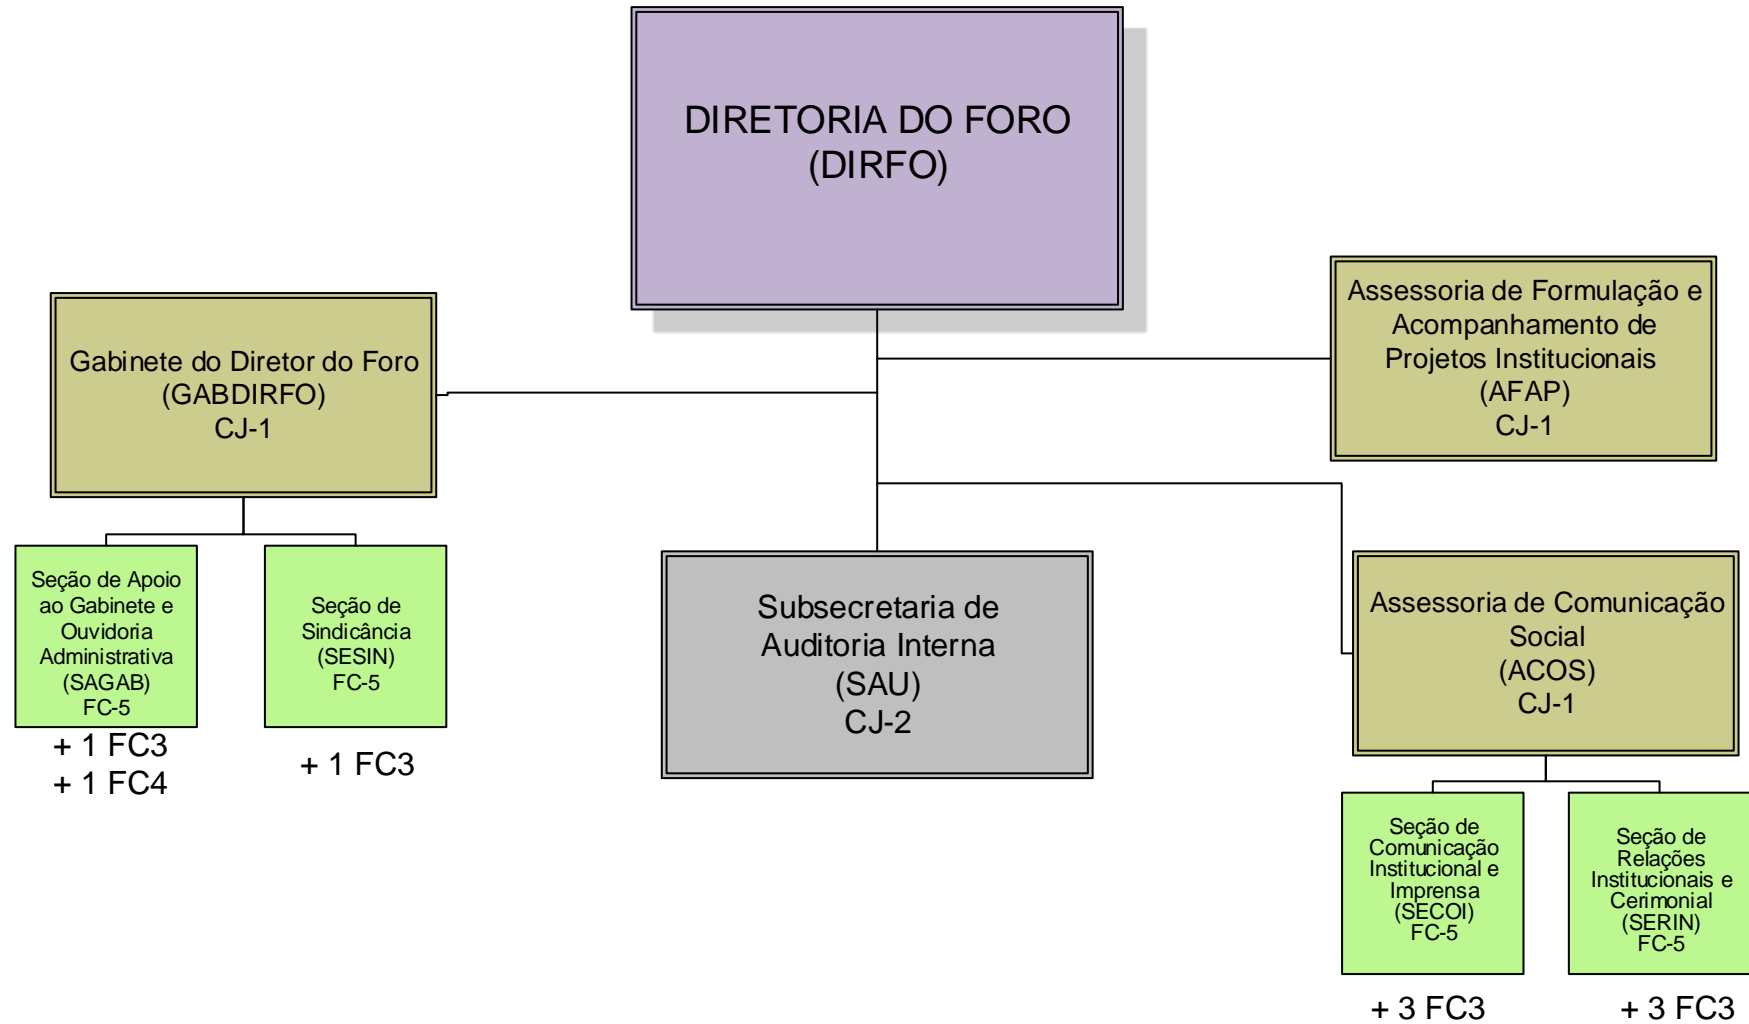 DIRETORIA DO FORO
(DIRFO)
Gabinete do Diretor do Foro
(GABDIRFO)
CJ-1
Assessoria de Formulação e
Acompanhamento de
Projetos Institucionais
(AFAP)
CJ-1
Seção de Apoio
ao Gabinete e
Ouvidoria
Administrativa
(SAGAB)
FC-5
+ 1 FC3
+ 1 FC4
Seção de
Sindicância
(SESIN)
FC-5
+ 1 FC3
Subsecretaria de
Auditoria Interna
(SAU)
CJ-2
Assessoria de Comunicação
Social
(ACOS)
CJ-1
Seção de
Comunicação
Institucional e
Imprensa
(SECOI)
FC-5
+ 3 FC3
Seção de
Relações
Institucionais e
Cerimonial
(SERIN)
FC-5
+ 3 FC3